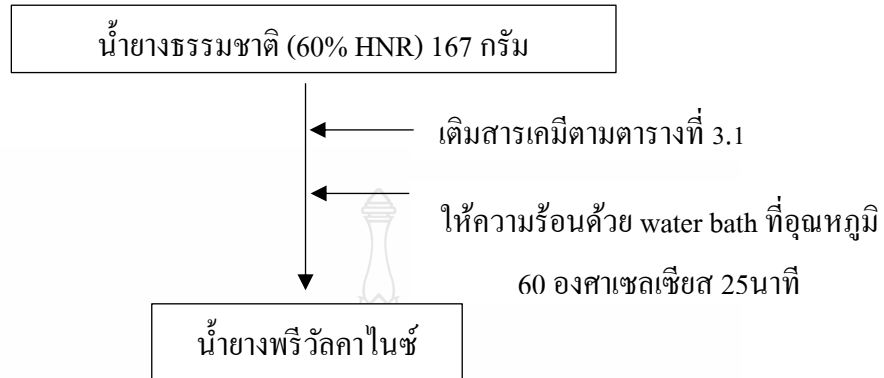 น้ำยางธรรมชาติ (60% HNR) 167 กรัม
เติมสารเคมีตามตารางที่ 3.1
ให้ความร้อนด้วย water bath ที่อุณหภูมิ
60 องศาเซลเซียส 25นาที
น้ำยางพรีวัลคาไนซ์